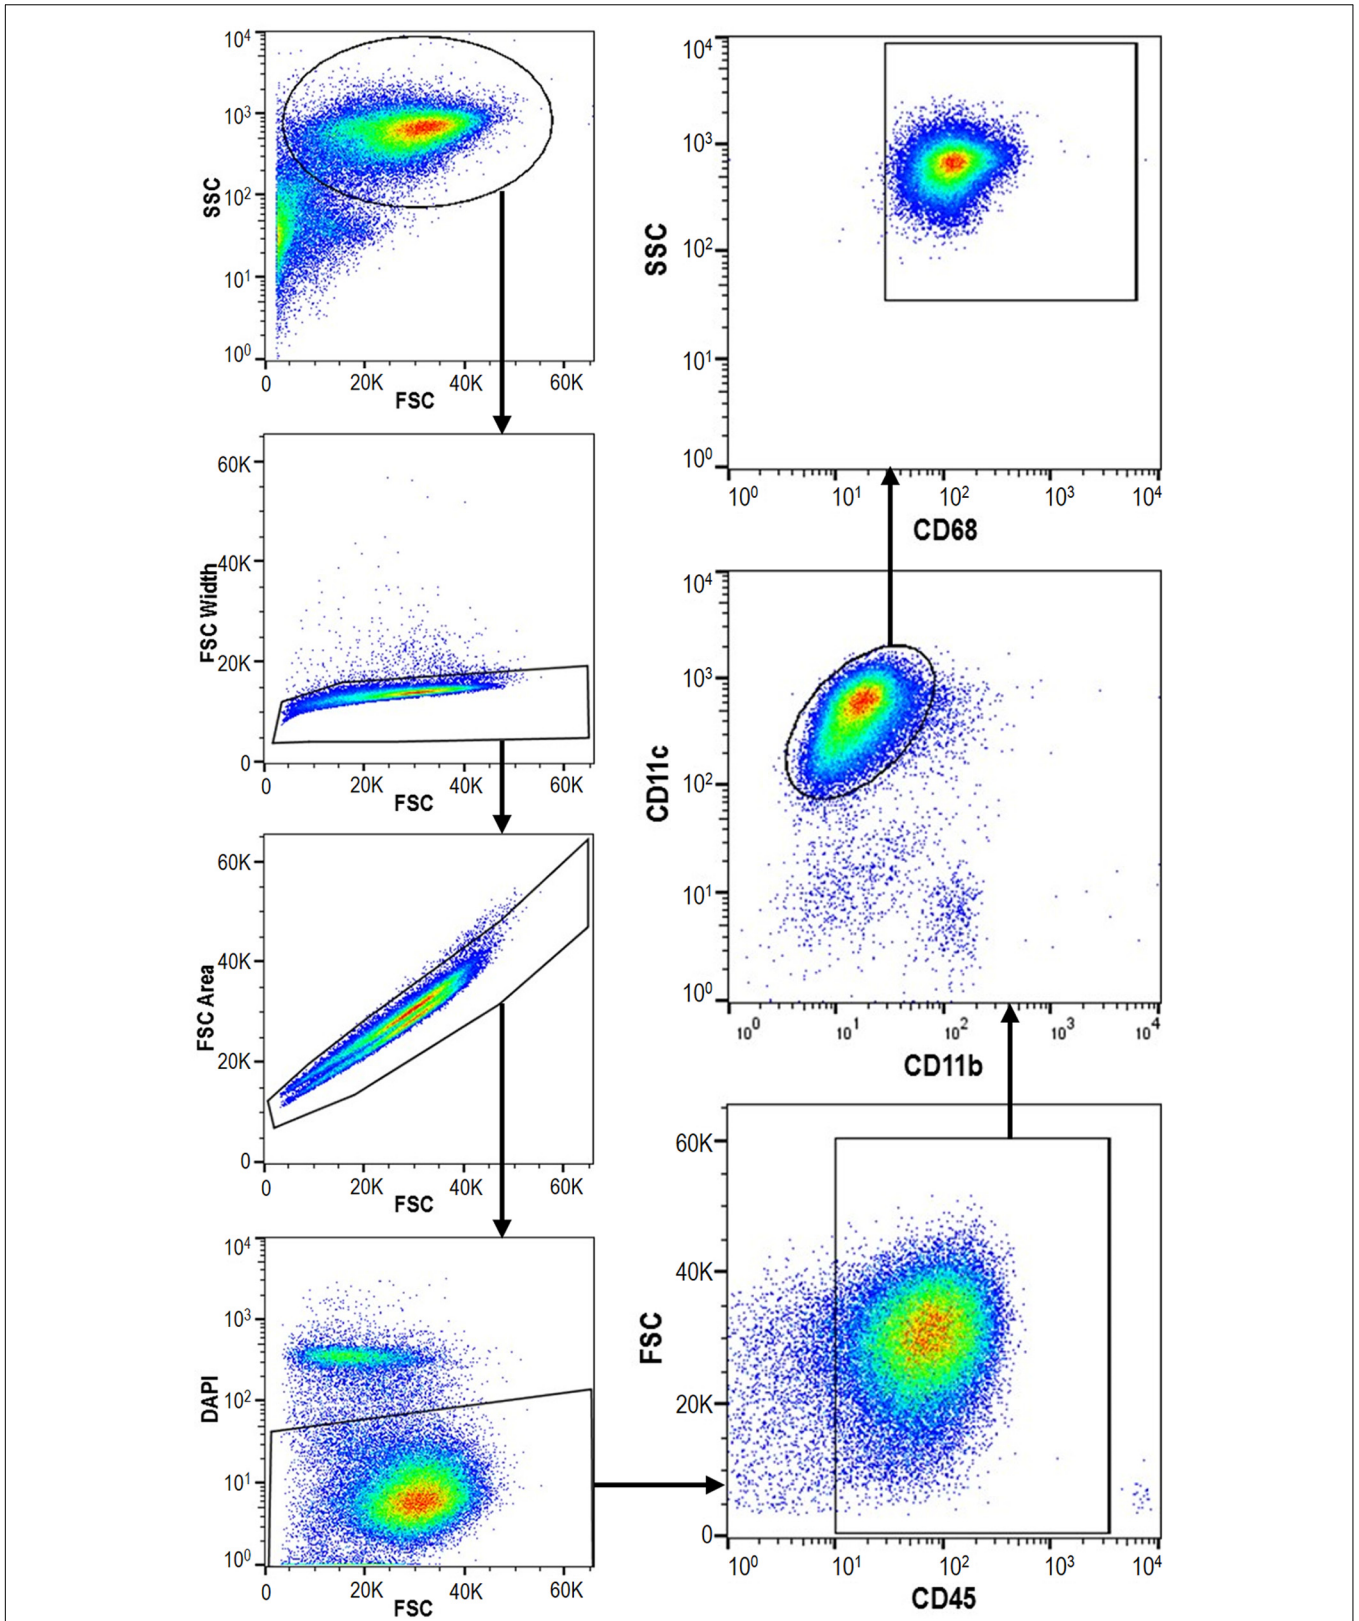 10⁴
10³
10²
10¹
10⁰
SSC
0 20K 40K 60K
FSC
60K
40K
20K
0
FSC Width
0 20K 40K 60K
FSC
60K
40K
20K
0
FSC Area
0 20K 40K 60K
FSC
10⁴
10³
10²
10¹
10⁰
DAPI
0 20K 40K 60K
FSC
10⁴
10³
10²
10¹
10⁰
SSC
10⁰ 10¹ 10² 10³ 10⁴
CD68
10⁴
10³
10²
10¹
10⁰
CD11c
10⁰ 10¹ 10² 10³ 10⁴
CD11b
60K
40K
20K
0
FSC
10⁰ 10¹ 10² 10³ 10⁴
CD45